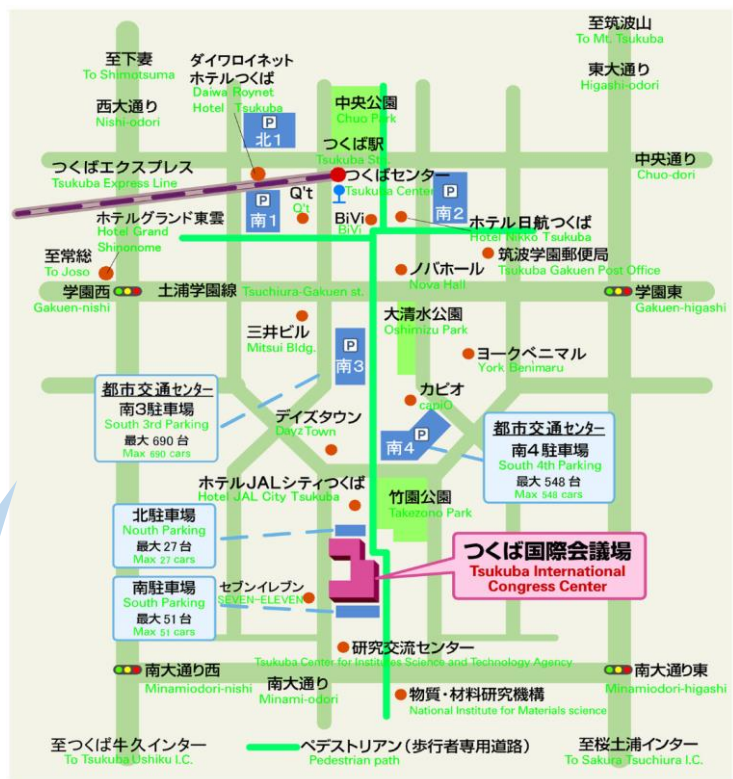 至筑波山
To Mt. Tsukuba
至下妻
To Shimotsuma
ダイワロイネット
ホテルつくば
Daiwa Roynet
Hotel Tsukuba
東大通り
Higashi-odori
西大通り
Nishi-odori
中央公園
Chuo Park
P
北1
つくば駅
Tsukuba Sta.
つくばエクスプレス
Tsukuba Express Line
つくばセンター
Tsukuba Center
中央通り
Chuo-dori
P
南1
Q't
Q't
BiVi
BiVi
P
南2
ホテルグランド東雲
Hotel Grand
Shinonome
ホテル日航つくば
Hotel Nikko Tsukuba
至常総
To Joso
筑波学園郵便局
Tsukuba Gakuen Post Office
ノバホール
Nova Hall
学園西
Gakuen-nishi
土浦学園線
Tsuchiura-Gakuen st.
学園東
Gakuen-higashi
大清水公園
Oshimizu Park
三井ビル
Mitsui Bldg.
P
南3
ヨークベニマル
York Benimaru
都市交通センター
南3駐車場
South 3rd Parking
最大 690 台
Max 690 cars
カピオ
capiO
デイズタウン
Dayz Town
P
南4
都市交通センター
南4駐車場
South 4th Parking
最大 548 台
Max 548 cars
ホテルJALシティつくば
Hotel JAL City Tsukuba
竹園公園
Takezono Park
北駐車場
Nouth Parking
最大 27 台
Max 27 cars
つくば国際会議場
Tsukuba International
Congress Center
南駐車場
South Parking
最大 51 台
Max 51 cars
セブンイレブン
SEVEN-ELEVEN
研究交流センター
Tsukuba Center for Institutes Science and Technology Agency
南大通り西
Minamiodori-nishi
南大通り
Minami-odori
南大通り東
Minamiodori-higashi
物質・材料研究機構
National Institute for Materials science
至つくば牛久インター
To Tsukuba Ushiku I.C.
ペデストリアン(歩行者専用道路)
Pedestrian path
至桜土浦インター
To Sakura Tsuchiura I.C.